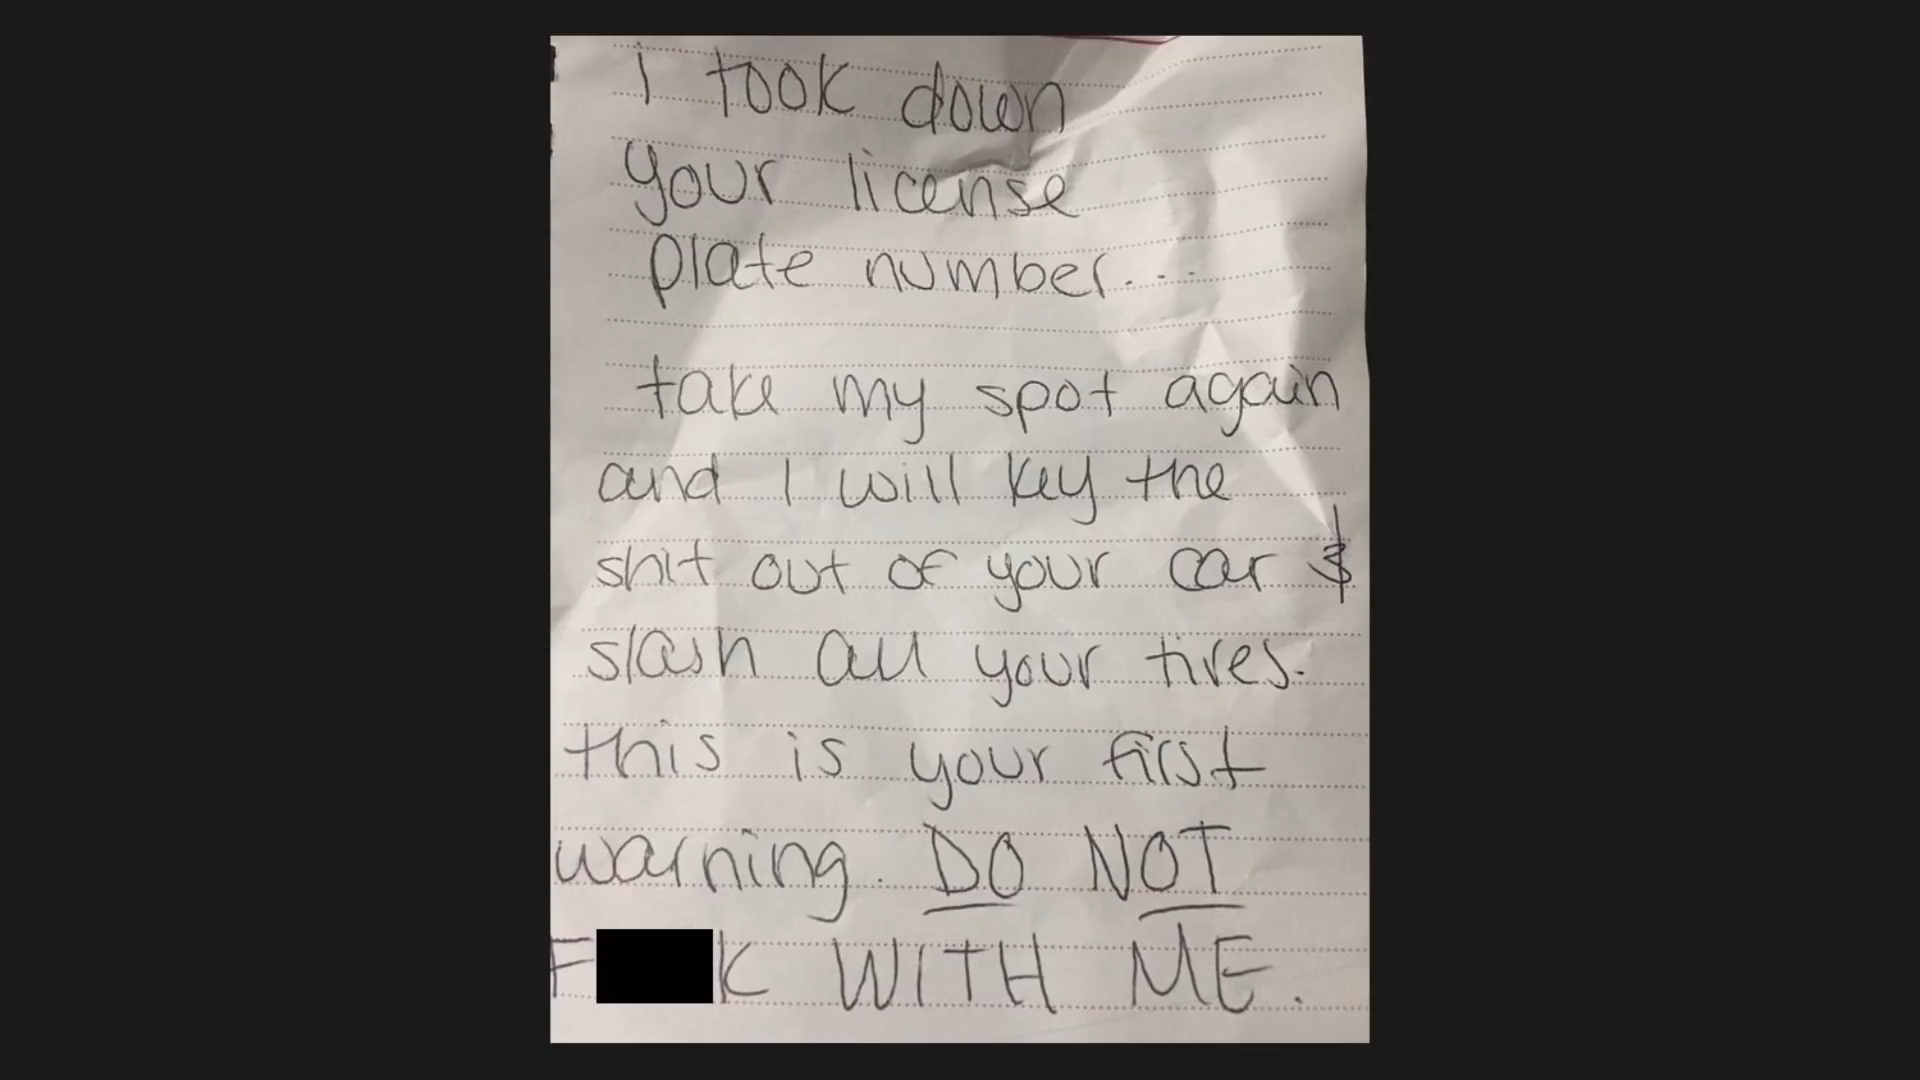 I took down
your license
plate number...
take my spot again
and I will key the
shit out of your car &
slash all your tires.
this is your first
warning. DO NOT
F K WITH ME.